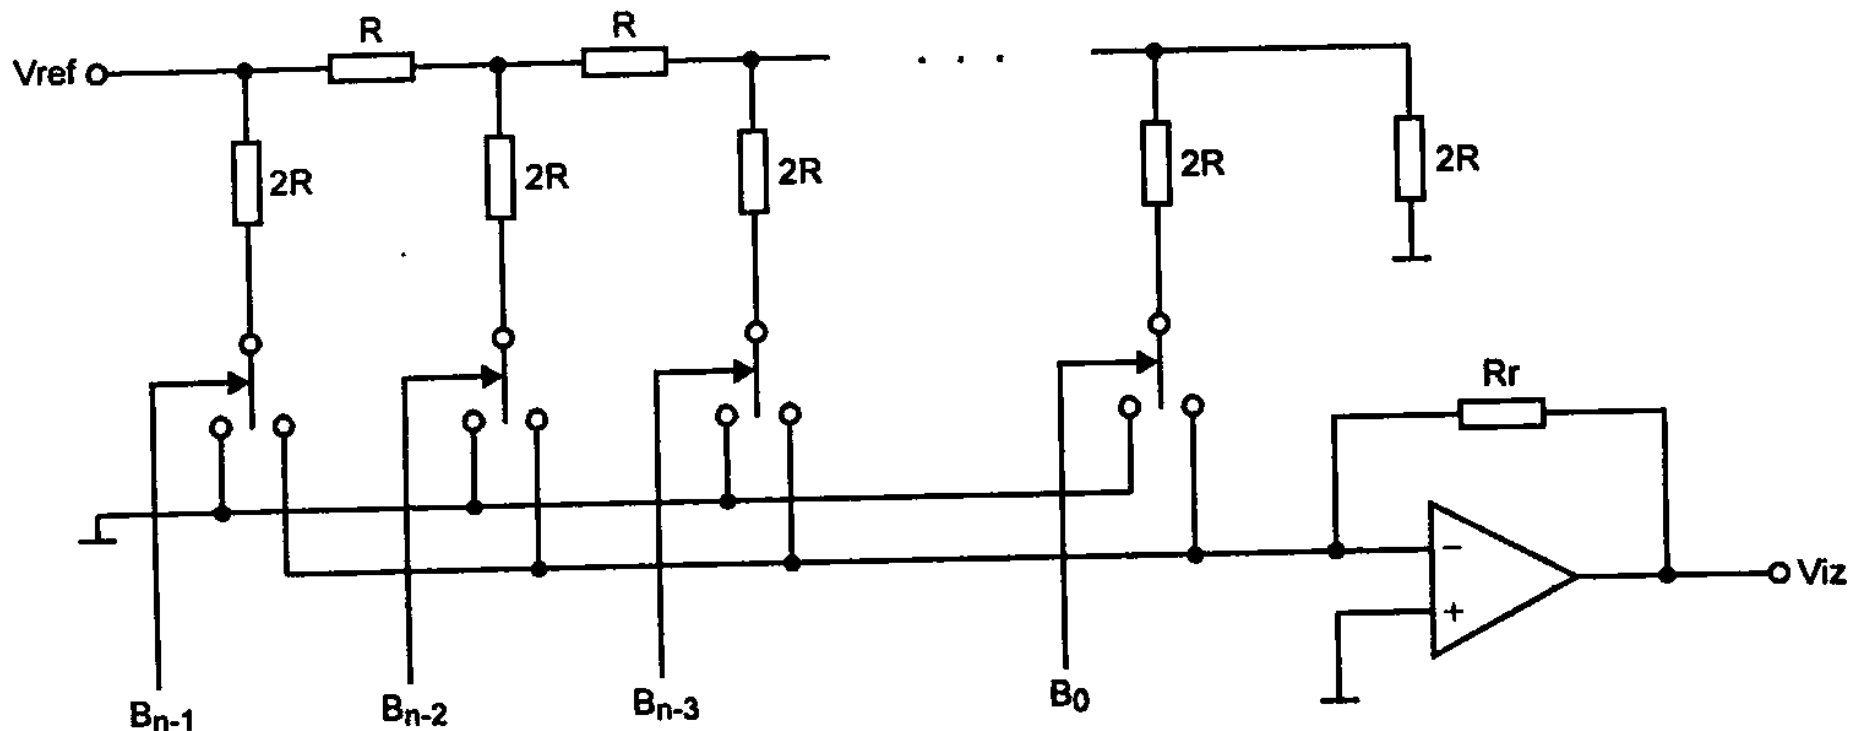 R
R
Vref
. . .
2R
2R
2R
2R
2R
Rr
−
+
Viz
Bn-1
Bn-2
Bn-3
B0